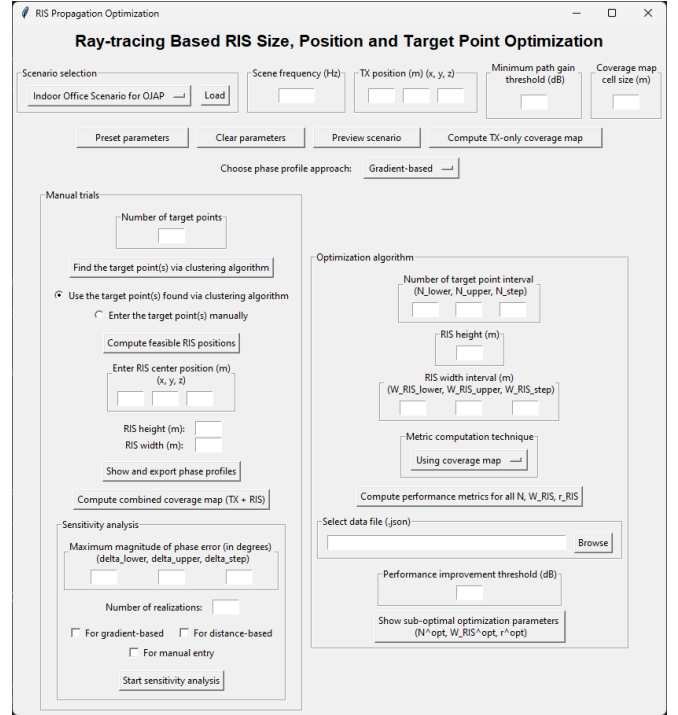 RIS Propagation Optimization
Ray-tracing Based RIS Size, Position and Target Point Optimization
Scenario selection
Indoor Office Scenario for OJAP
Load
Scene frequency (Hz)
TX position (m) (x, y, z)
Minimum path gain
threshold (dB)
Coverage map
cell size (m)
Preset parameters
Clear parameters
Preview scenario
Compute TX-only coverage map
Choose phase profile approach:
Gradient-based
Manual trials
Number of target points
Find the target point(s) via clustering algorithm
Use the target point(s) found via clustering algorithm
Enter the target point(s) manually
Compute feasible RIS positions
Enter RIS center position (m)
(x, y, z)
RIS height (m):
RIS width (m):
Show and export phase profiles
Compute combined coverage map (TX + RIS)
Sensitivity analysis
Maximum magnitude of phase error (in degrees)
(delta_lower, delta_upper, delta_step)
Number of realizations:
For gradient-based
For distance-based
For manual entry
Start sensitivity analysis
Optimization algorithm
Number of target point interval
(N_lower, N_upper, N_step)
RIS height (m)
RIS width interval (m)
(W_RIS_lower, W_RIS_upper, W_RIS_step)
Metric computation technique
Using coverage map
Compute performance metrics for all N, W_RIS, r_RIS
Select data file (.json)
Browse
Performance improvement threshold (dB)
Show sub-optimal optimization parameters
(N^opt, W_RIS^opt, r^opt)